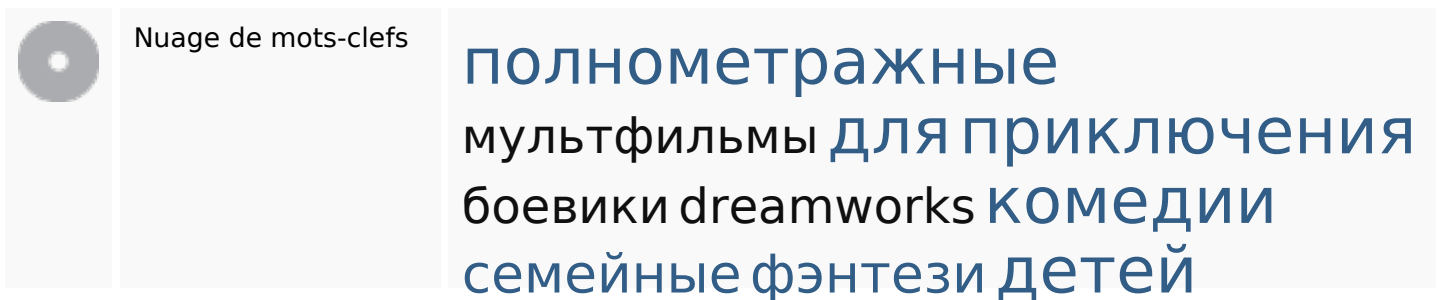 Nuage de mots-clefs
полнометражные
мультфильмы для приключения
боевики dreamworks комедии
семейные фэнтези детей